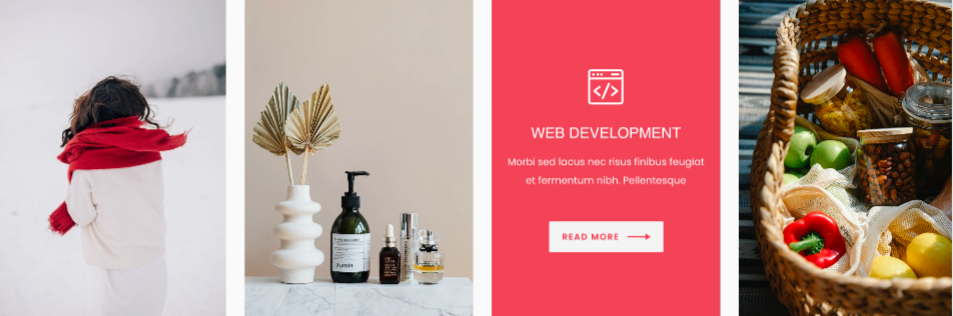 </>
WEB DEVELOPMENT
Morbi sed lacus nec risus finibus feugiat
et fermentum nibh. Pellentesque
READ MORE